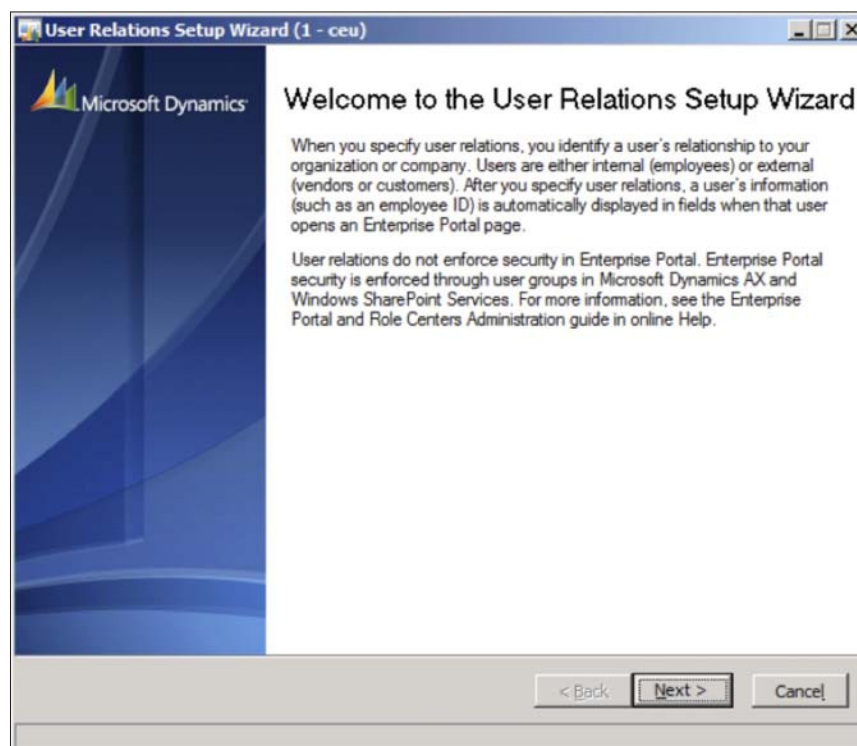 User Relations Setup Wizard (1 - ceu)
Microsoft Dynamics
Welcome to the User Relations Setup Wizard
When you specify user relations, you identify a user's relationship to your
organization or company. Users are either internal (employees) or external
(vendors or customers). After you specify user relations, a user's information
(such as an employee ID) is automatically displayed in fields when that user
opens an Enterprise Portal page.
User relations do not enforce security in Enterprise Portal. Enterprise Portal
security is enforced through user groups in Microsoft Dynamics AX and
Windows SharePoint Services. For more information, see the Enterprise
Portal and Role Centers Administration guide in online Help.
< Back Next > Cancel